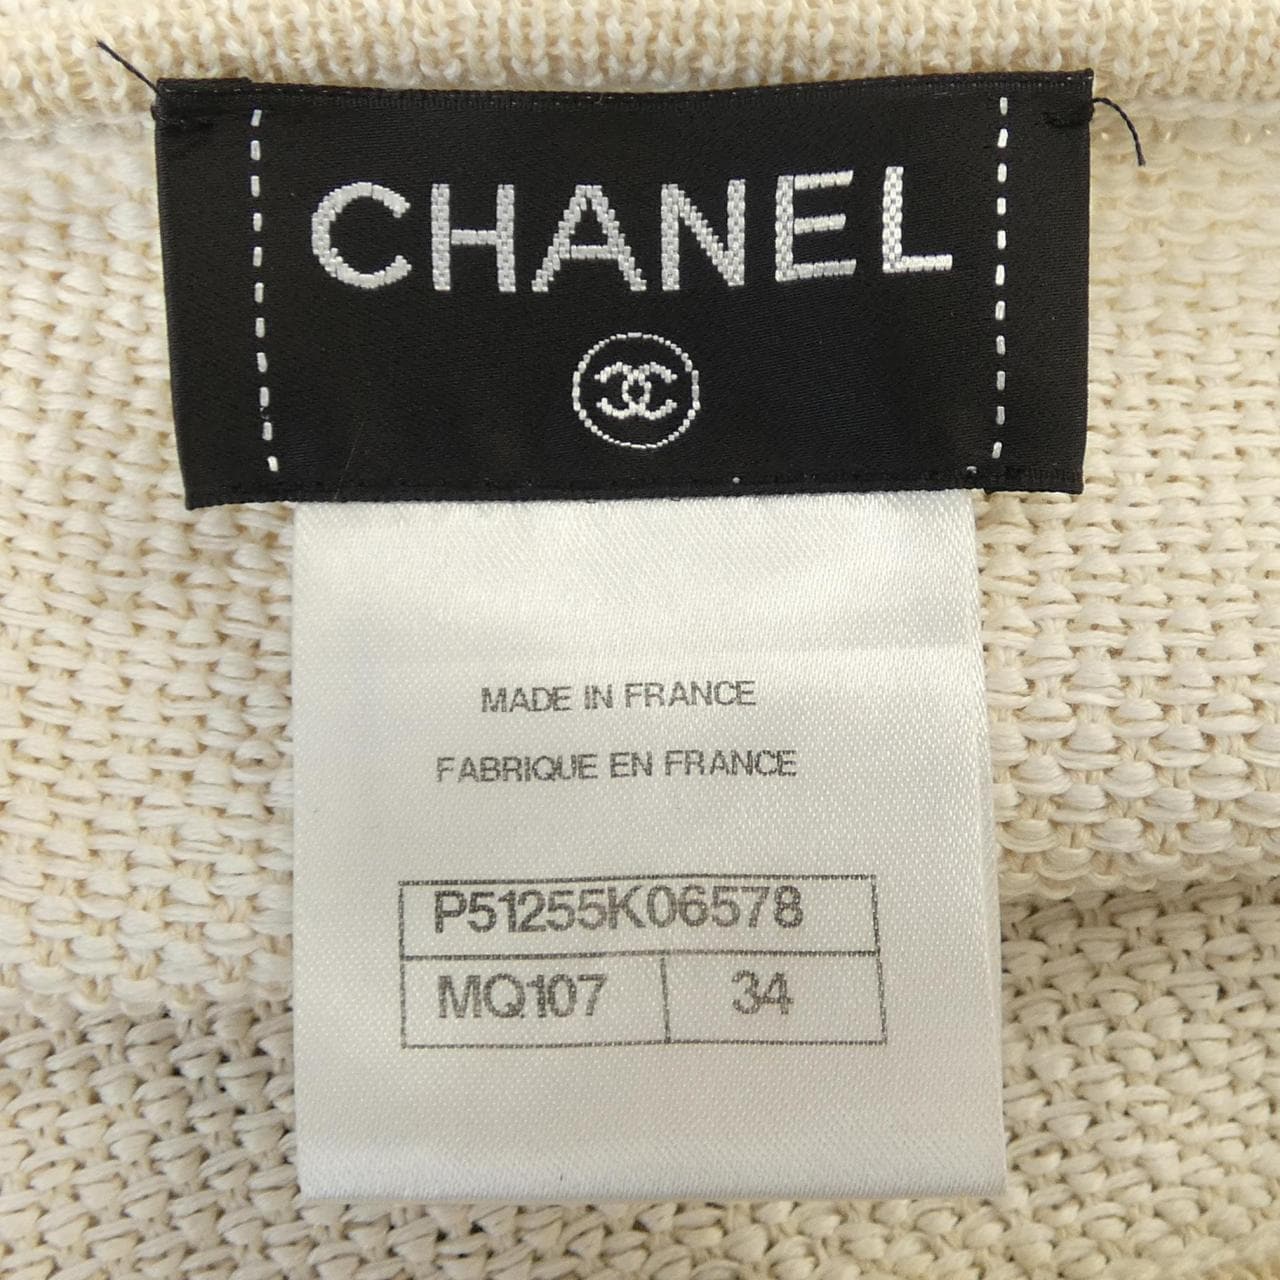 CHANEL
MADE IN FRANCE
FABRIQUE EN FRANCE
P51255K06578
MQ107 34